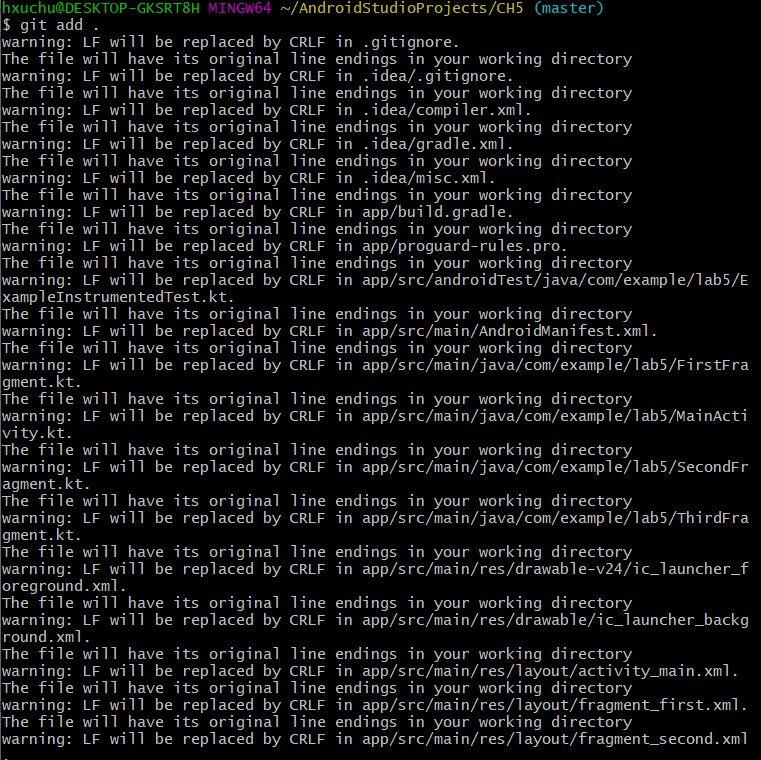 hxuchu@DESKTOP-GKSRT8H MINGW64 ~/AndroidStudioProjects/CH5 (master)
$ git add .
warning: LF will be replaced by CRLF in .gitignore.
The file will have its original line endings in your working directory
warning: LF will be replaced by CRLF in .idea/.gitignore.
The file will have its original line endings in your working directory
warning: LF will be replaced by CRLF in .idea/compiler.xml.
The file will have its original line endings in your working directory
warning: LF will be replaced by CRLF in .idea/gradle.xml.
The file will have its original line endings in your working directory
warning: LF will be replaced by CRLF in .idea/misc.xml.
The file will have its original line endings in your working directory
warning: LF will be replaced by CRLF in app/build.gradle.
The file will have its original line endings in your working directory
warning: LF will be replaced by CRLF in app/proguard-rules.pro.
The file will have its original line endings in your working directory
warning: LF will be replaced by CRLF in app/src/androidTest/java/com/example/lab5/E
xampleInstrumentedTest.kt.
The file will have its original line endings in your working directory
warning: LF will be replaced by CRLF in app/src/main/AndroidManifest.xml.
The file will have its original line endings in your working directory
warning: LF will be replaced by CRLF in app/src/main/java/com/example/lab5/FirstFra
gment.kt.
The file will have its original line endings in your working directory
warning: LF will be replaced by CRLF in app/src/main/java/com/example/lab5/MainActi
vity.kt.
The file will have its original line endings in your working directory
warning: LF will be replaced by CRLF in app/src/main/java/com/example/lab5/SecondFr
agment.kt.
The file will have its original line endings in your working directory
warning: LF will be replaced by CRLF in app/src/main/java/com/example/lab5/ThirdFra
gment.kt.
The file will have its original line endings in your working directory
warning: LF will be replaced by CRLF in app/src/main/res/drawable-v24/ic_launcher_f
oreground.xml.
The file will have its original line endings in your working directory
warning: LF will be replaced by CRLF in app/src/main/res/drawable/ic_launcher_backg
round.xml.
The file will have its original line endings in your working directory
warning: LF will be replaced by CRLF in app/src/main/res/layout/activity_main.xml.
The file will have its original line endings in your working directory
warning: LF will be replaced by CRLF in app/src/main/res/layout/fragment_first.xml.
The file will have its original line endings in your working directory
warning: LF will be replaced by CRLF in app/src/main/res/layout/fragment_second.xml